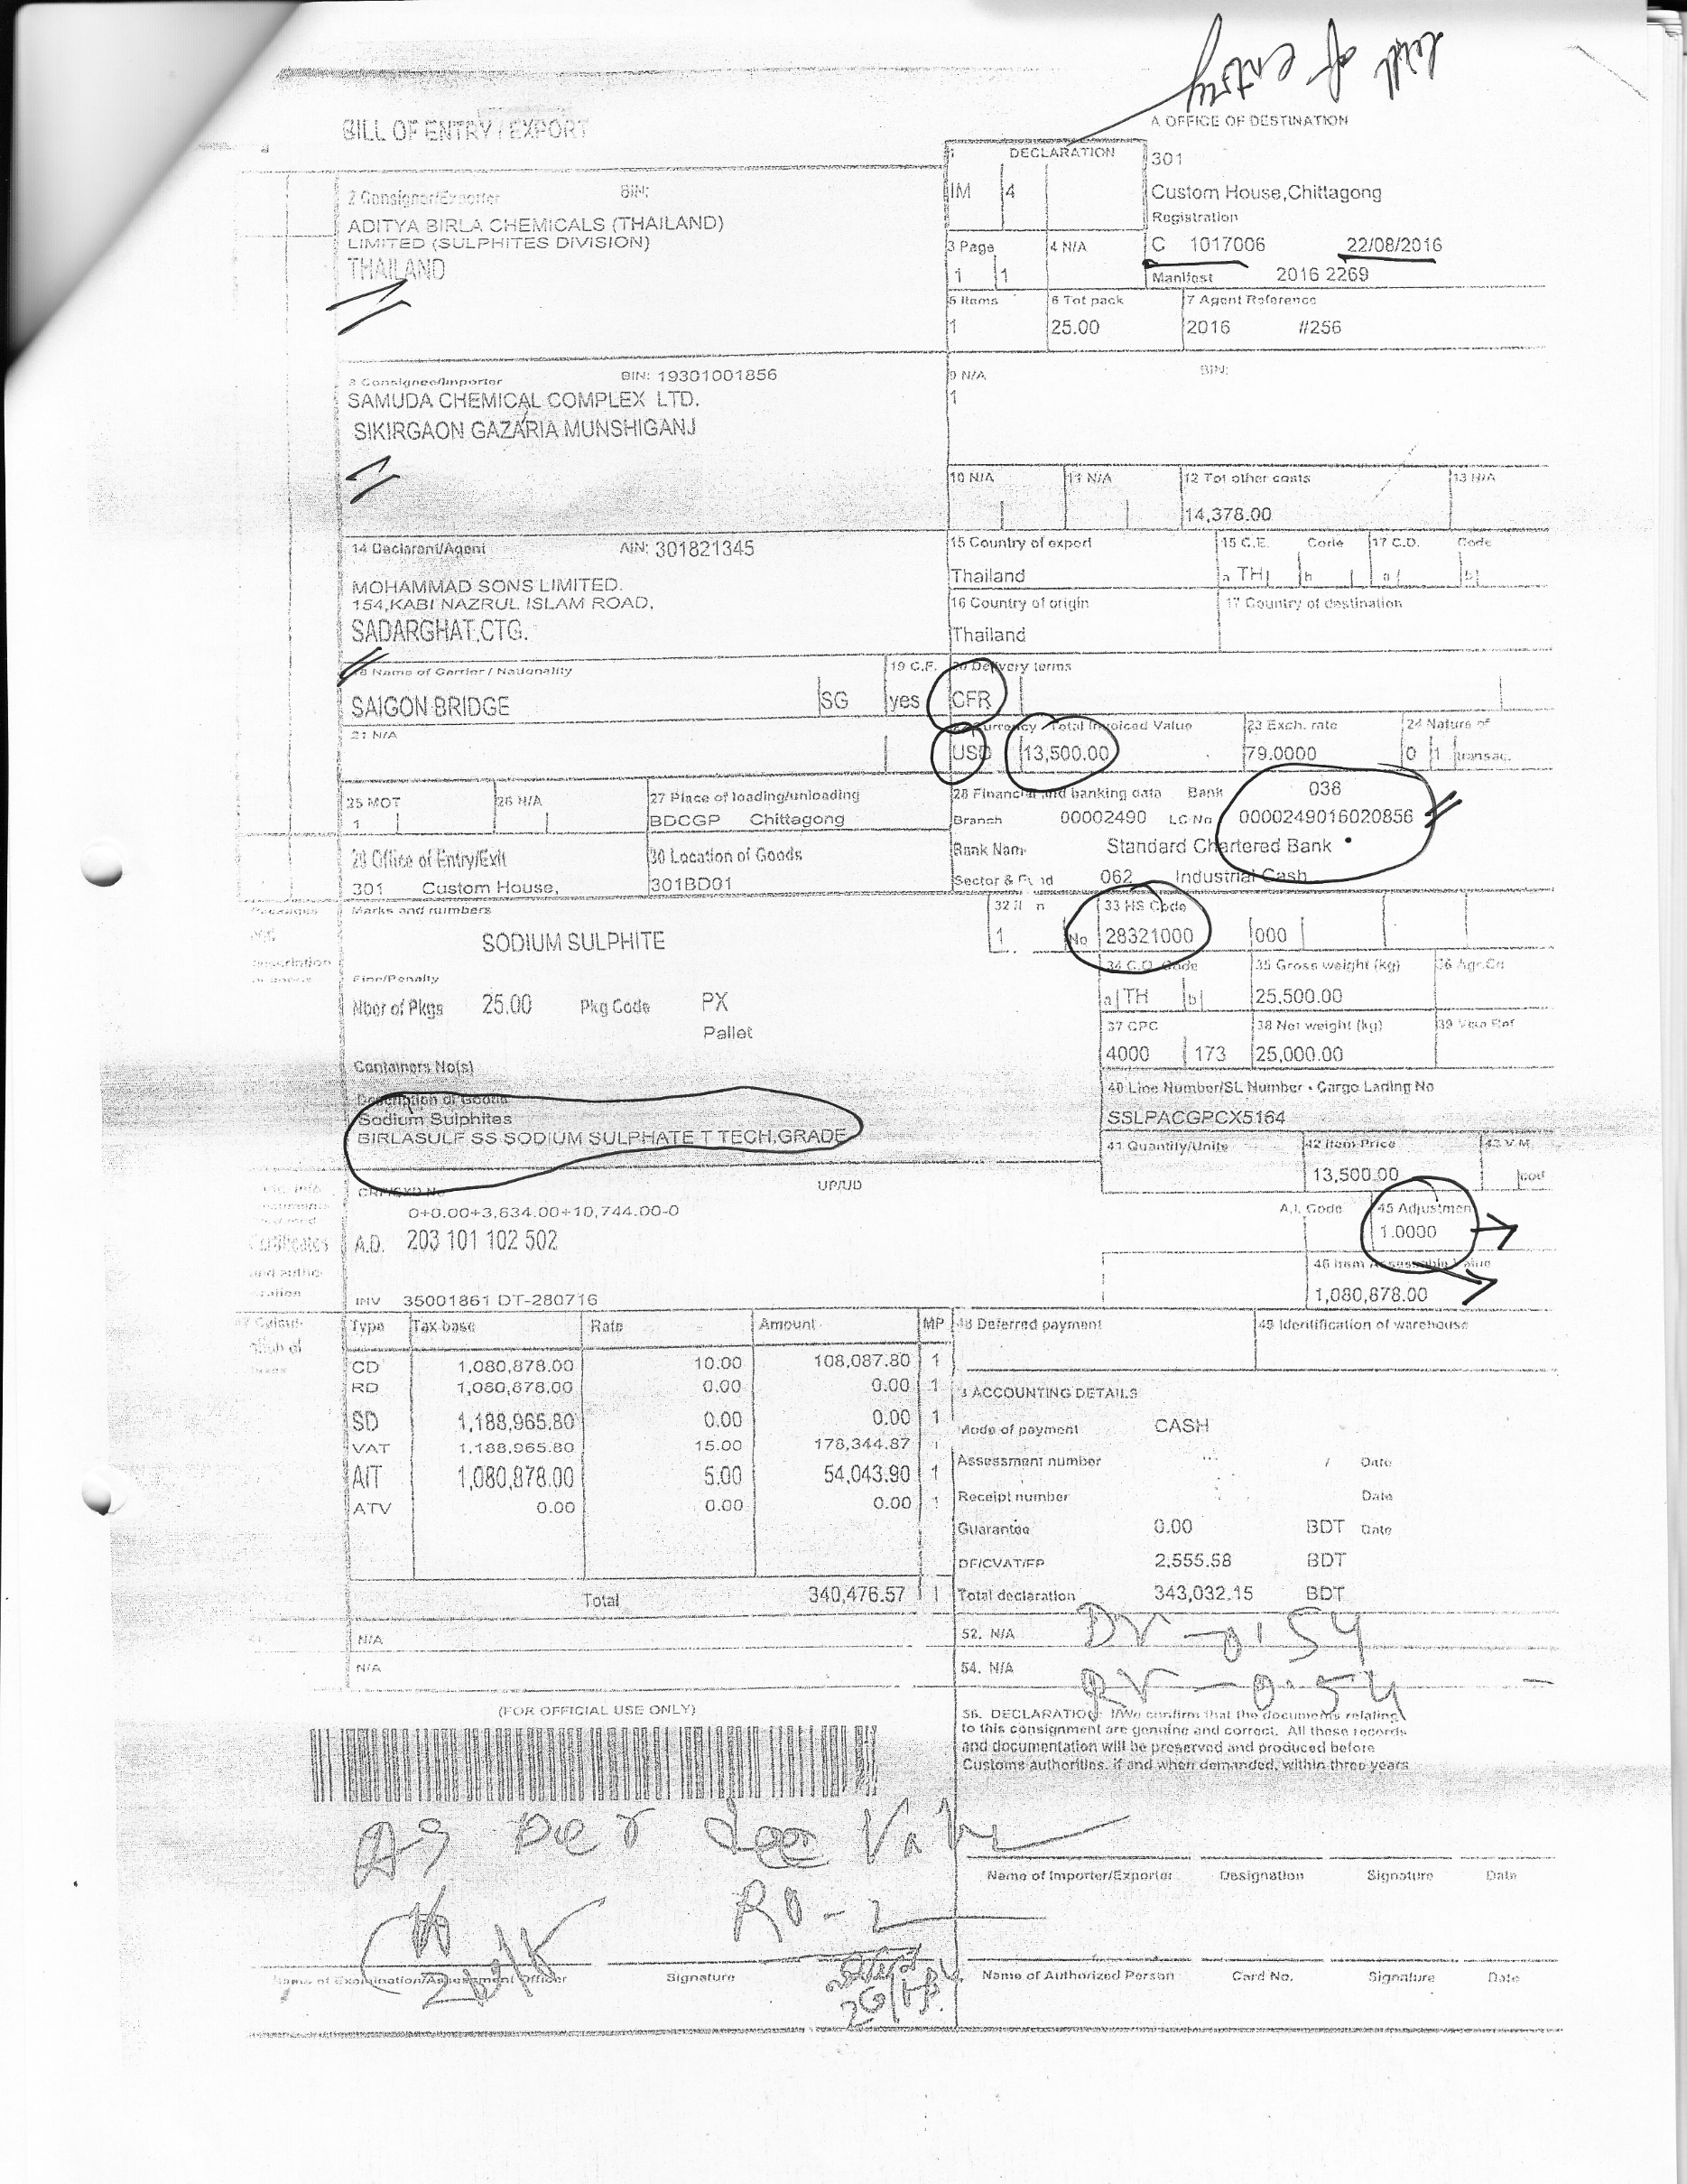 bill of entry
A OFFICE OF DESTINATION
BILL OF ENTRY / EXPORT
1 DECLARATION
301
IM 4
Custom House,Chittagong
Registration
2 Consignor/Exporter BIN:
ADITYA BIRLA CHEMICALS (THAILAND)
LIMITED (SULPHITES DIVISION)
THAILAND
3 Page 4 N/A
C 1017006 22/08/2016
1 1
Manifest 2016 2269
5 Items 6 Tot pack 7 Agent Reference
1 25.00 2016 #256
8 Consignee/Importer BIN: 19301001856
SAMUDA CHEMICAL COMPLEX LTD.
SIKIRGAON GAZARIA MUNSHIGANJ
9 N/A BIN:
1
10 N/A 11 N/A 12 Tot other costs 13 N/A
14,378.00
14 Declarant/Agent AIN: 301821345
MOHAMMAD SONS LIMITED.
154,KABI NAZRUL ISLAM ROAD,
SADARGHAT,CTG.
15 Country of export 15 C.E. Code 17 C.D. Code
Thailand a TH b a b
16 Country of origin 17 Country of destination
Thailand
18 Name of Carrier / Nationality 19 C.F. 20 Delivery terms
SAIGON BRIDGE SG yes CFR
21 N/A
Currency Total Invoiced Value 23 Exch. rate 24 Nature of
USD 13,500.00 79.0000 0 1 transac.
25 MOT 26 N/A 27 Place of loading/unloading
1 BDCGP Chittagong
28 Financial and banking data Bank 038
Branch 00002490 LC No 0000249016020856
29 Office of Entry/Exit 30 Location of Goods
301 Custom House, 301BD01
Bank Nam Standard Chartered Bank
Sector & Fund 062 Industrial Cash
Marks and numbers
SODIUM SULPHITE
32 No 33 HS Code
1 28321000 000
Fine/Penalty
Nber of Pkgs 25.00 Pkg Code PX
Pallet
34 C.O. Code 35 Gross weight (kg)
a TH b 25,500.00
37 CPC 38 Net weight (kg) 39 Visa Ref
4000 173 25,000.00
Containers No(s)
40 Line Number/SL Number - Cargo Lading No
SSLPACGPCX5164
Description of Goods
Sodium Sulphites
BIRLASULF SS SODIUM SULPHATE T TECH,GRADE
41 Quantity/Units 42 Item Price 43 V.M
13,500.00
UP/UD
0+0.00+3,634.00+10,744.00-0
A.D. 203 101 102 502
A.I. Code 45 Adjustmen
1.0000
46 Item Assessable Value
1,080,878.00
INV 35001861 DT-280716
Type Tax base Rate Amount MP
CD 1,080,878.00 10.00 108,087.80 1
RD 1,080,878.00 0.00 0.00 1
SD 1,188,965.80 0.00 0.00 1
VAT 1,188,965.80 15.00 178,344.87 1
AIT 1,080,878.00 5.00 54,043.90 1
ATV 0.00 0.00 0.00 1
Total 340,476.57 1
48 Deferred payment 49 Identification of warehouse
ACCOUNTING DETAILS
Mode of payment CASH
Assessment number / Date
Receipt number Date
Guarantee 0.00 BDT Date
DF/CVAT/FP 2,555.58 BDT
Total declaration 343,032.15 BDT
N/A
N/A
52. N/A
DV - 0.54
54. N/A
RV - 0.54
(FOR OFFICIAL USE ONLY)
56. DECLARATION: I/We confirm that the documents relating
to this consignment are genuine and correct. All these records
and documentation will be preserved and produced before
Customs authorities, if and when demanded, within three years
As per dec Value
RO-2
Name of Importer/Exporter Designation Signature Date
Name of Examination/Assessment Officer Signature
Name of Authorized Person Card No. Signature Date